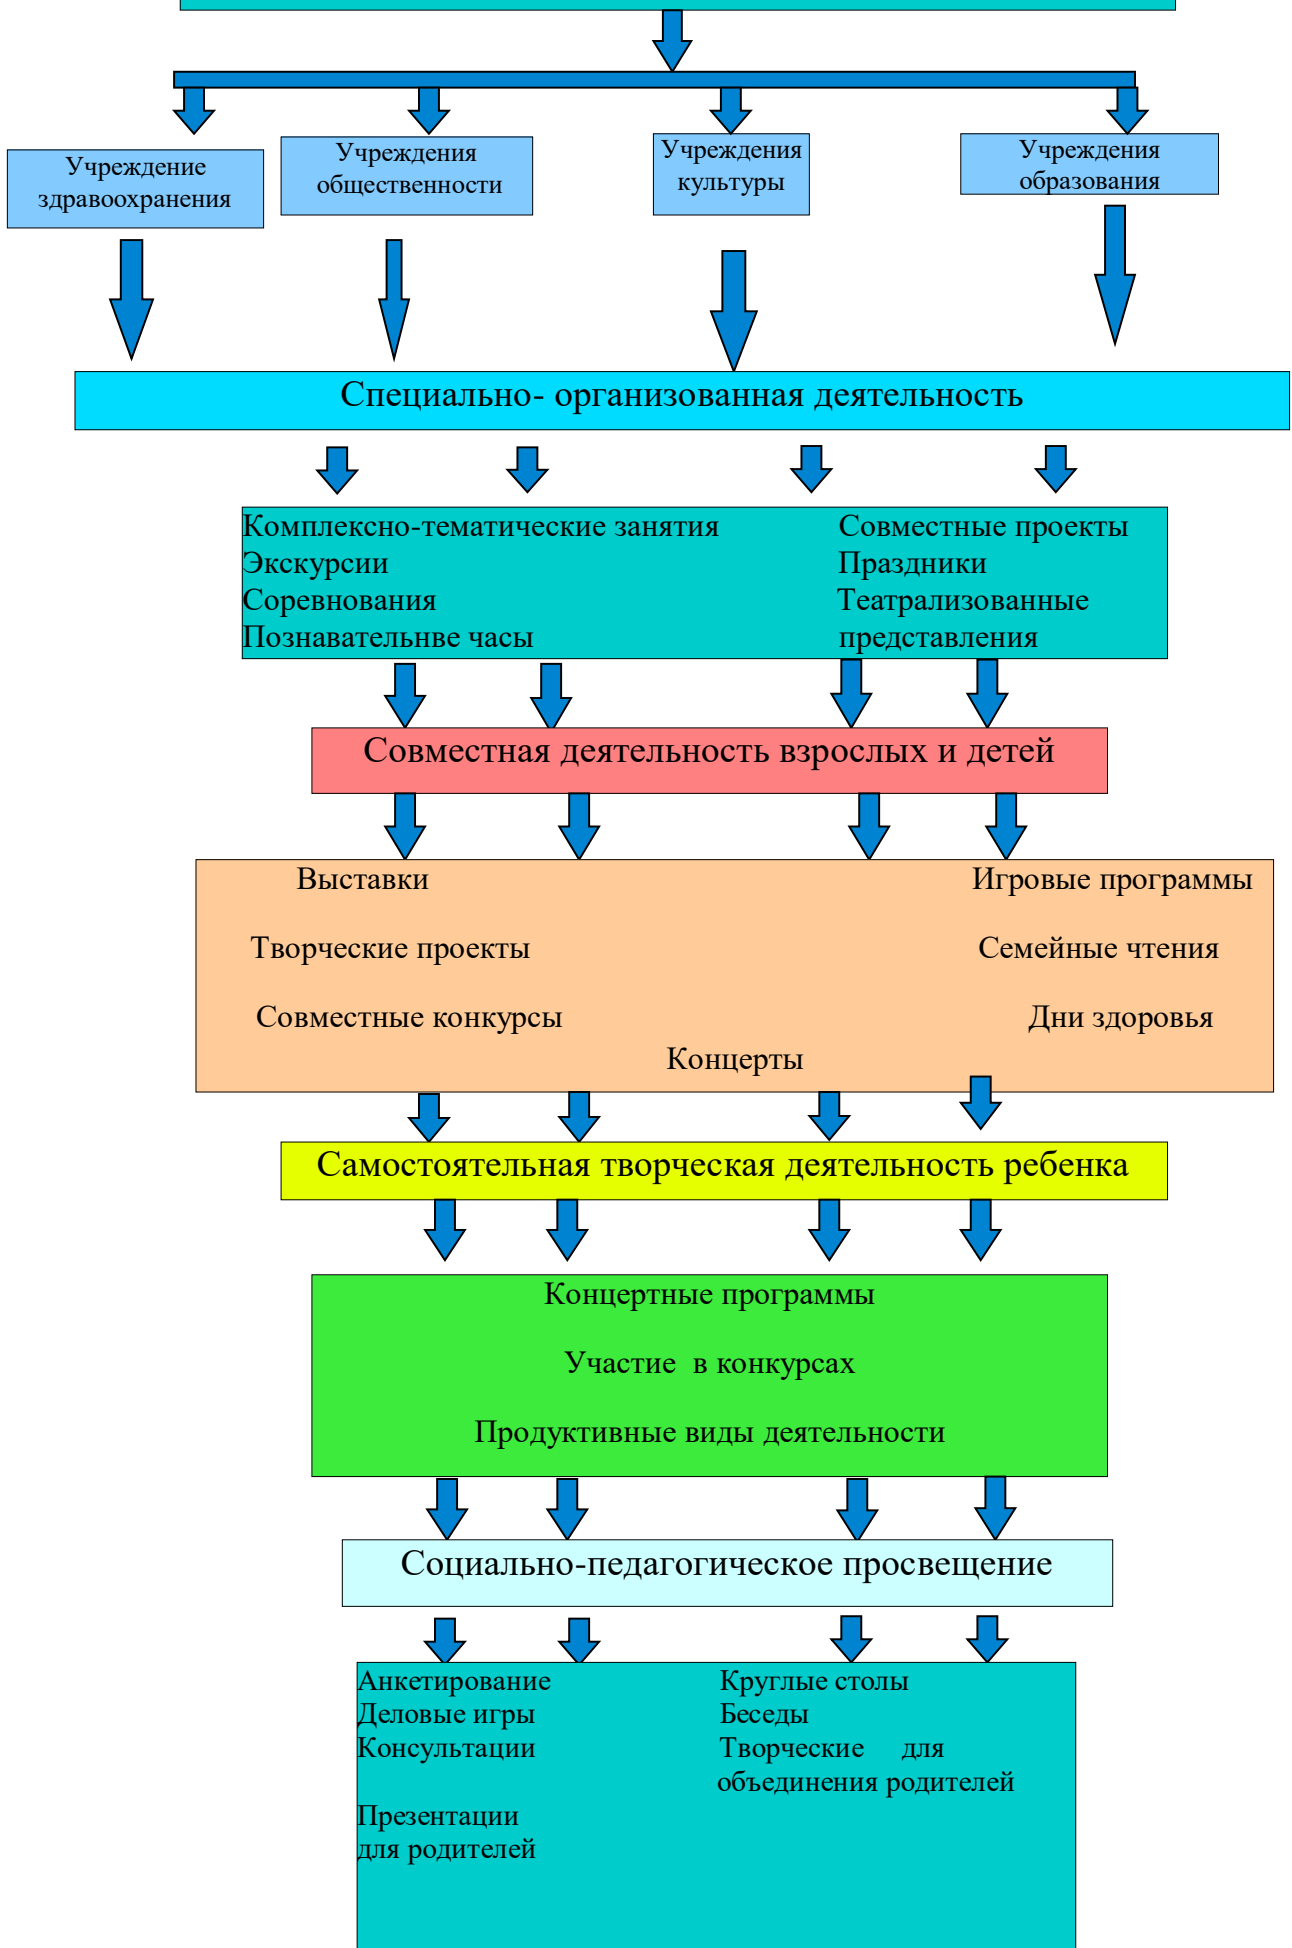 Учреждение
здравоохранения
Учреждения
общественности
Учреждения
культуры
Учреждения
образования
Специально- организованная деятельность
Комплексно-тематические занятия Совместные проекты
Экскурсии Праздники
Соревнования Театрализованные
Познавательнве часы представления
Совместная деятельность взрослых и детей
Выставки Игровые программы
Творческие проекты Семейные чтения
Совместные конкурсы Дни здоровья
Концерты
Самостоятельная творческая деятельность ребенка
Концертные программы
Участие в конкурсах
Продуктивные виды деятельности
Социально-педагогическое просвещение
Анкетирование Круглые столы
Деловые игры Беседы
Консультации Творческие для
объединения родителей
Презентации
для родителей